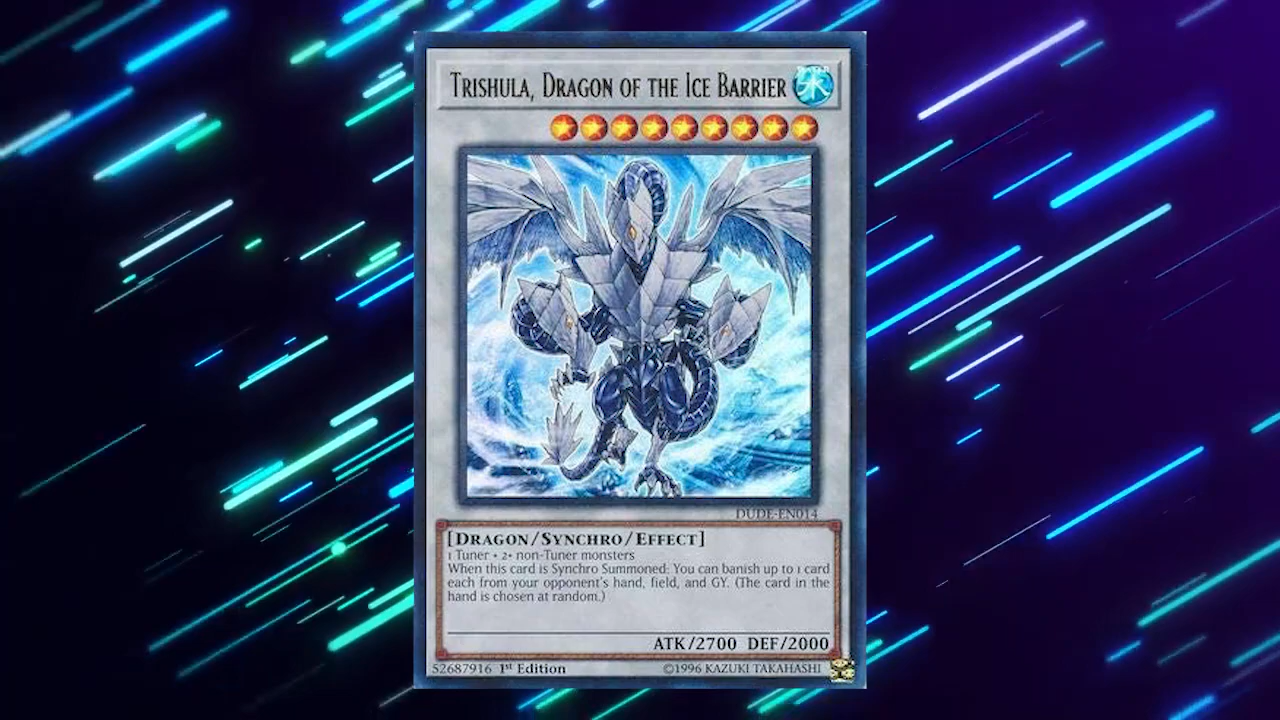 Trishula, Dragon of the Ice Barrier
WATER
水
DUDE-EN014
[Dragon/Synchro/Effect]
1 Tuner + 2+ non-Tuner monsters
When this card is Synchro Summoned: You can banish up to 1 card
each from your opponent's hand, field, and GY. (The card in the
hand is chosen at random.)
ATK/2700 DEF/2000
52687916 1st Edition
©1996 KAZUKI TAKAHASHI